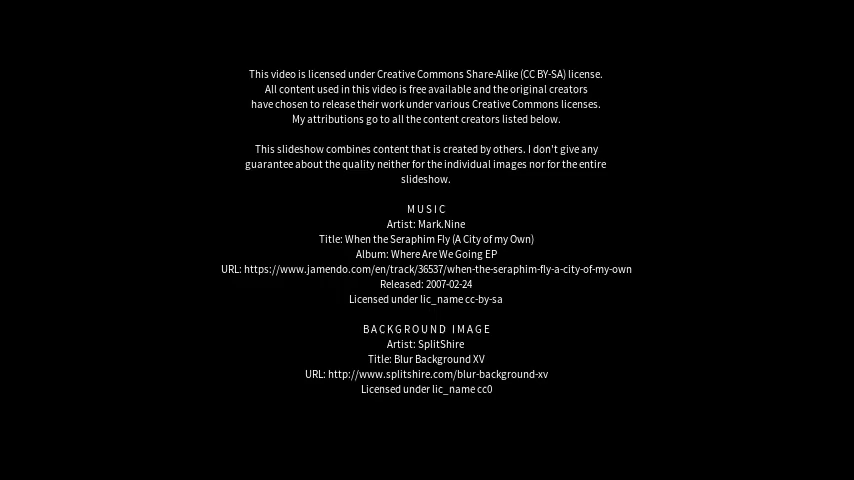 This video is licensed under Creative Commons Share-Alike (CC BY-SA) license.
All content used in this video is free available and the original creators
have chosen to release their work under various Creative Commons licenses.
My attributions go to all the content creators listed below.
This slideshow combines content that is created by others. I don't give any
guarantee about the quality neither for the individual images nor for the entire
slideshow.
MUSIC
Artist: Mark.Nine
Title: When the Seraphim Fly (A City of my Own)
Album: Where Are We Going EP
URL: https://www.jamendo.com/en/track/36537/when-the-seraphim-fly-a-city-of-my-own
Released: 2007-02-24
Licensed under lic_name cc-by-sa
BACKGROUND IMAGE
Artist: SplitShire
Title: Blur Background XV
URL: http://www.splitshire.com/blur-background-xv
Licensed under lic_name cc0